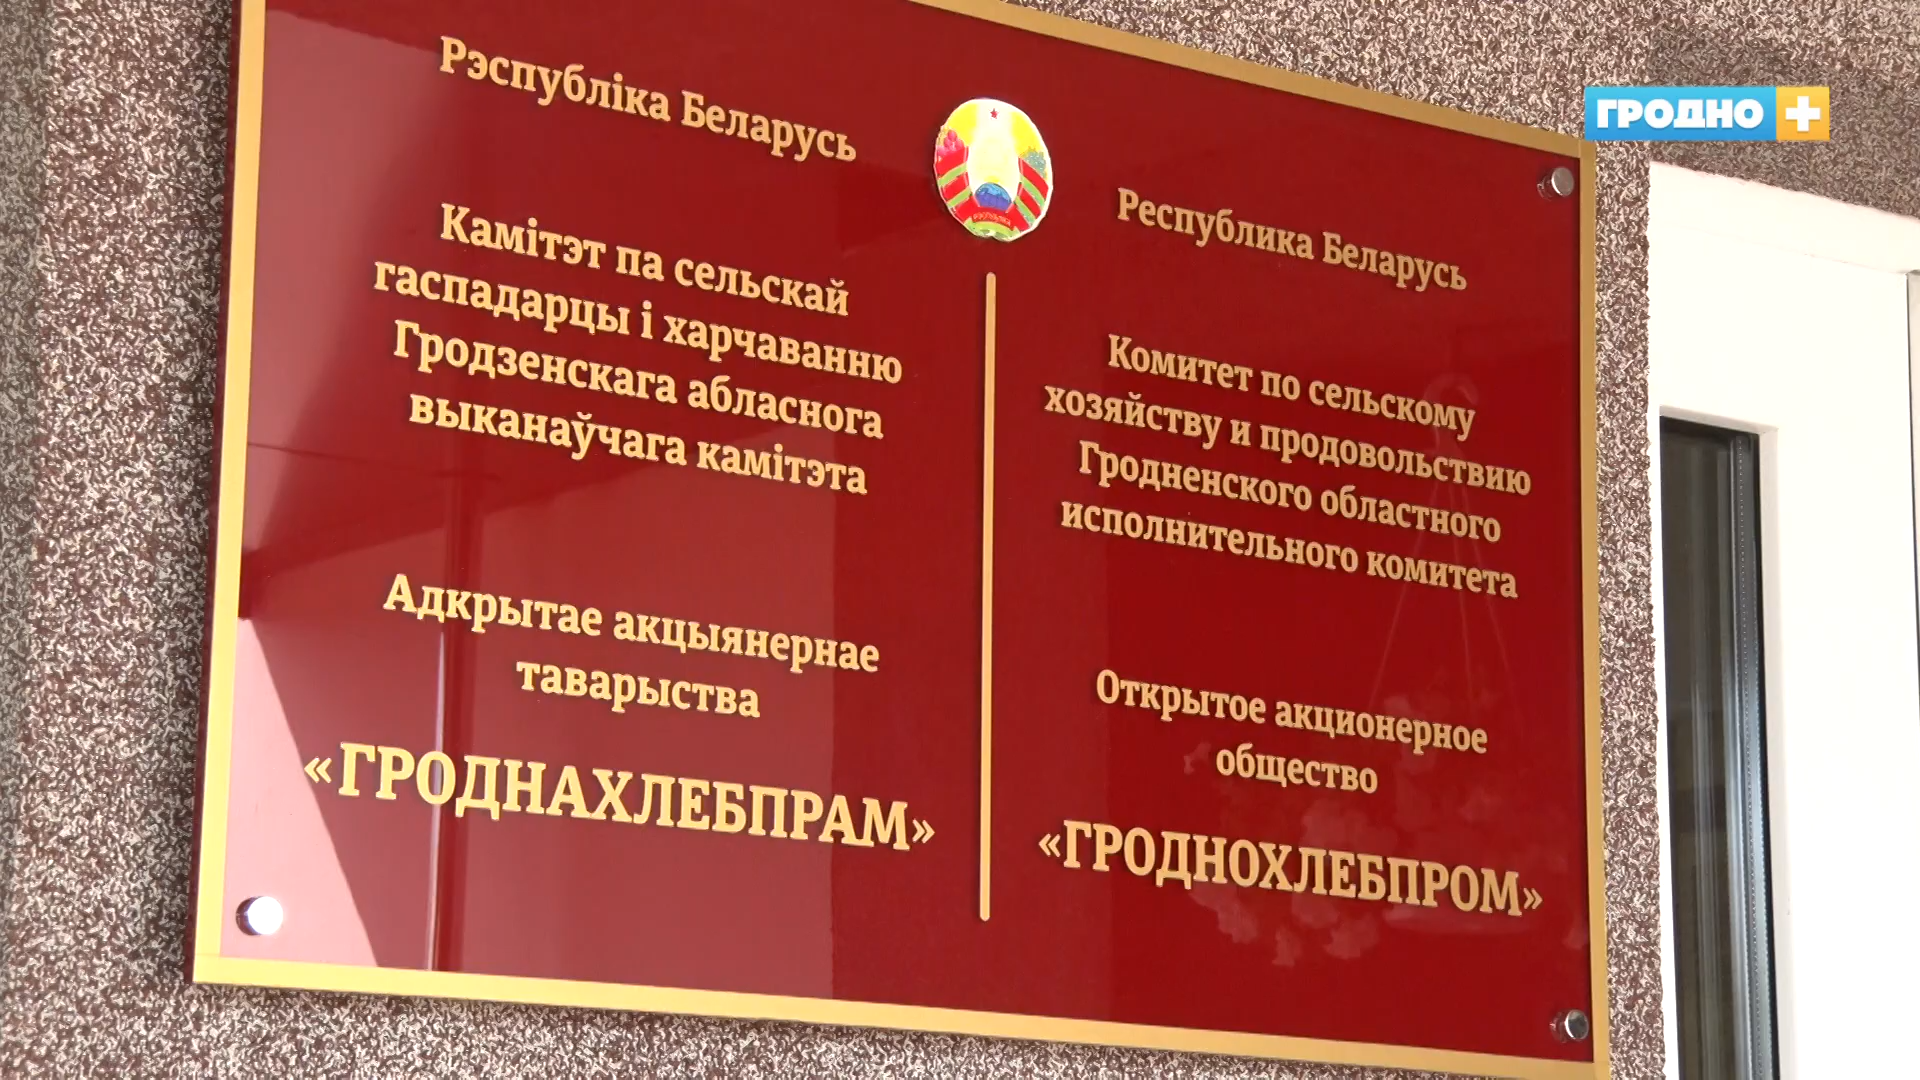 Рэспубліка Беларусь
Камітэт па сельскай
гаспадарцы і харчаванню
Гродзенскага абласнога
выканаўчага камітэта
Адкрытае акцыянернае
таварыства
«ГРОДНАХЛЕБПРАМ»
Республика Беларусь
Комитет по сельскому
хозяйству и продовольствию
Гродненского областного
исполнительного комитета
Открытое акционерное
общество
«ГРОДНОХЛЕБПРОМ»
ГРОДНО +